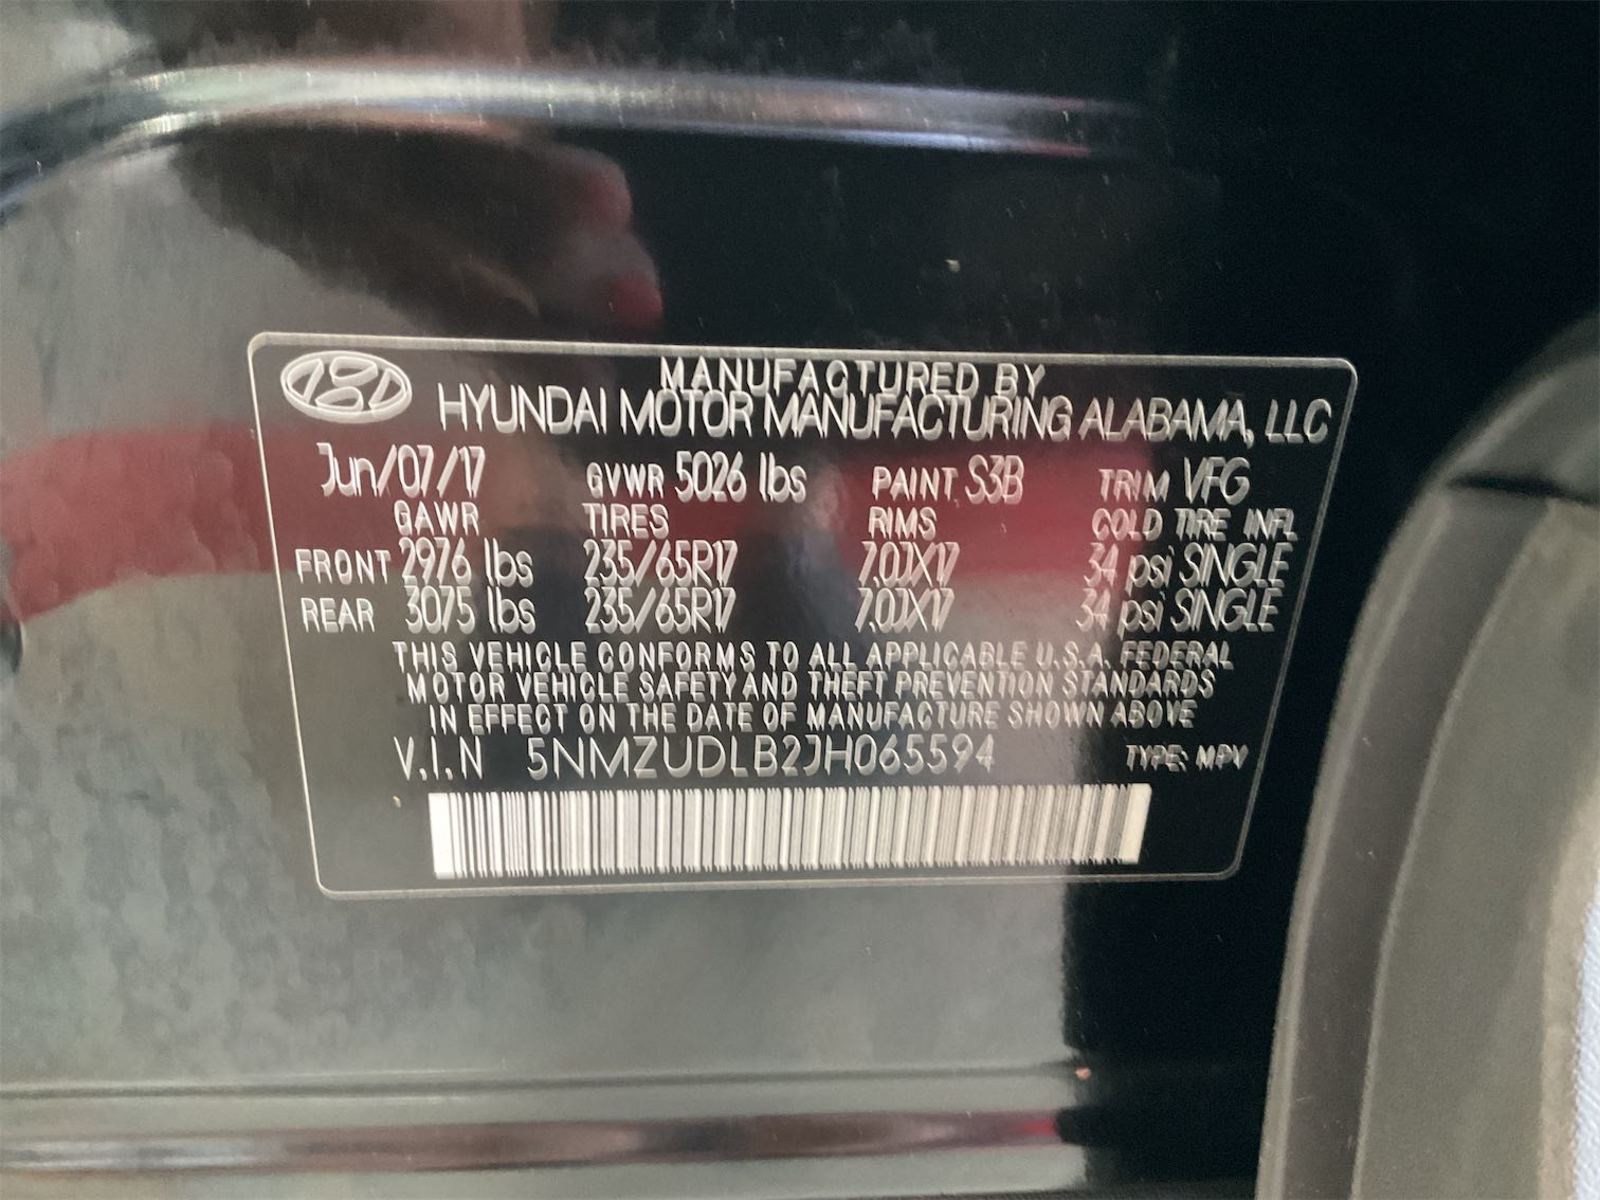 MANUFACTURED BY
HYUNDAI MOTOR MANUFACTURING ALABAMA, LLC
Jun/07/17 GVWR 5026 lbs PAINT S3B TRIM VFG
GAWR TIRES RIMS COLD TIRE INFL
FRONT 2976 lbs 235/65R17 7.0JX17 34 psi SINGLE
REAR 3075 lbs 235/65R17 7.0JX17 34 psi SINGLE
THIS VEHICLE CONFORMS TO ALL APPLICABLE U.S.A. FEDERAL
MOTOR VEHICLE SAFETY AND THEFT PREVENTION STANDARDS
IN EFFECT ON THE DATE OF MANUFACTURE SHOWN ABOVE
V.I.N 5NMZUDLB2JH065594 TYPE: MPV